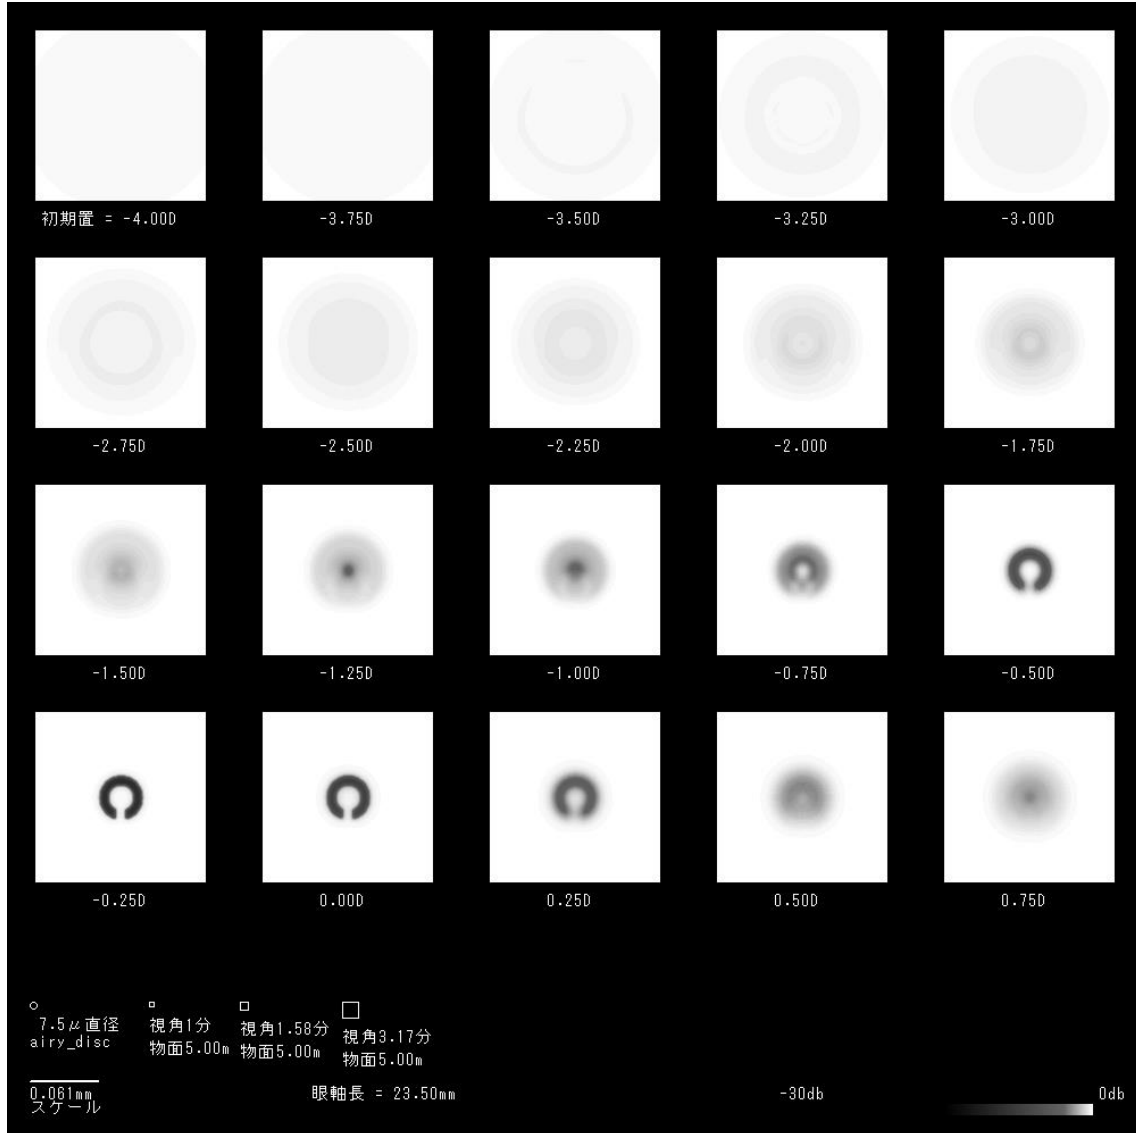 初期置 = -4.00D
-3.75D
-3.50D
-3.25D
-3.00D
-2.75D
-2.50D
-2.25D
-2.00D
-1.75D
-1.50D
-1.25D
-1.00D
-0.75D
-0.50D
-0.25D
0.00D
0.25D
0.50D
0.75D
7.5μ直径
airy_disc
視角1分
物面5.00m
視角1.58分
物面5.00m
視角3.17分
物面5.00m
0.061mm
スケール
眼軸長 = 23.50mm
-30db
0db